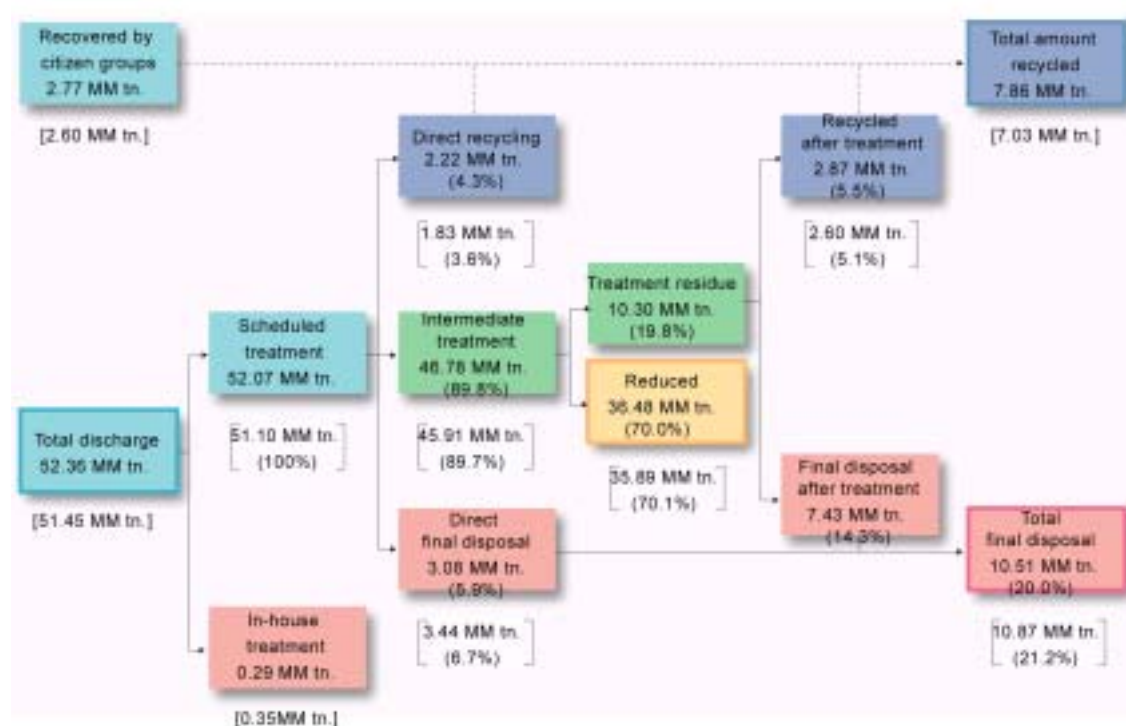 Recovered by
citizen groups
2.77 MM tn.
[2.60 MM tn.]
Total amount
recycled
7.86 MM tn.
[7.03 MM tn.]
Direct recycling
2.22 MM tn.
(4.3%)
1.83 MM tn.
(3.6%)
Recycled
after treatment
2.87 MM tn.
(5.5%)
2.60 MM tn.
(5.1%)
Treatment residue
10.30 MM tn.
(19.8%)
Scheduled
treatment
52.07 MM tn.
51.10 MM tn.
(100%)
Intermediate
treatment
46.78 MM tn.
(89.8%)
45.91 MM tn.
(89.7%)
Reduced
36.48 MM tn.
(70.0%)
35.89 MM tn.
(70.1%)
Total discharge
52.36 MM tn.
[51.45 MM tn.]
Final disposal
after treatment
7.43 MM tn.
(14.3%)
Direct
final disposal
3.08 MM tn.
(5.9%)
3.44 MM tn.
(6.7%)
Total
final disposal
10.51 MM tn.
(20.0%)
10.87 MM tn.
(21.2%)
In-house
treatment
0.29 MM tn.
[0.35MM tn.]